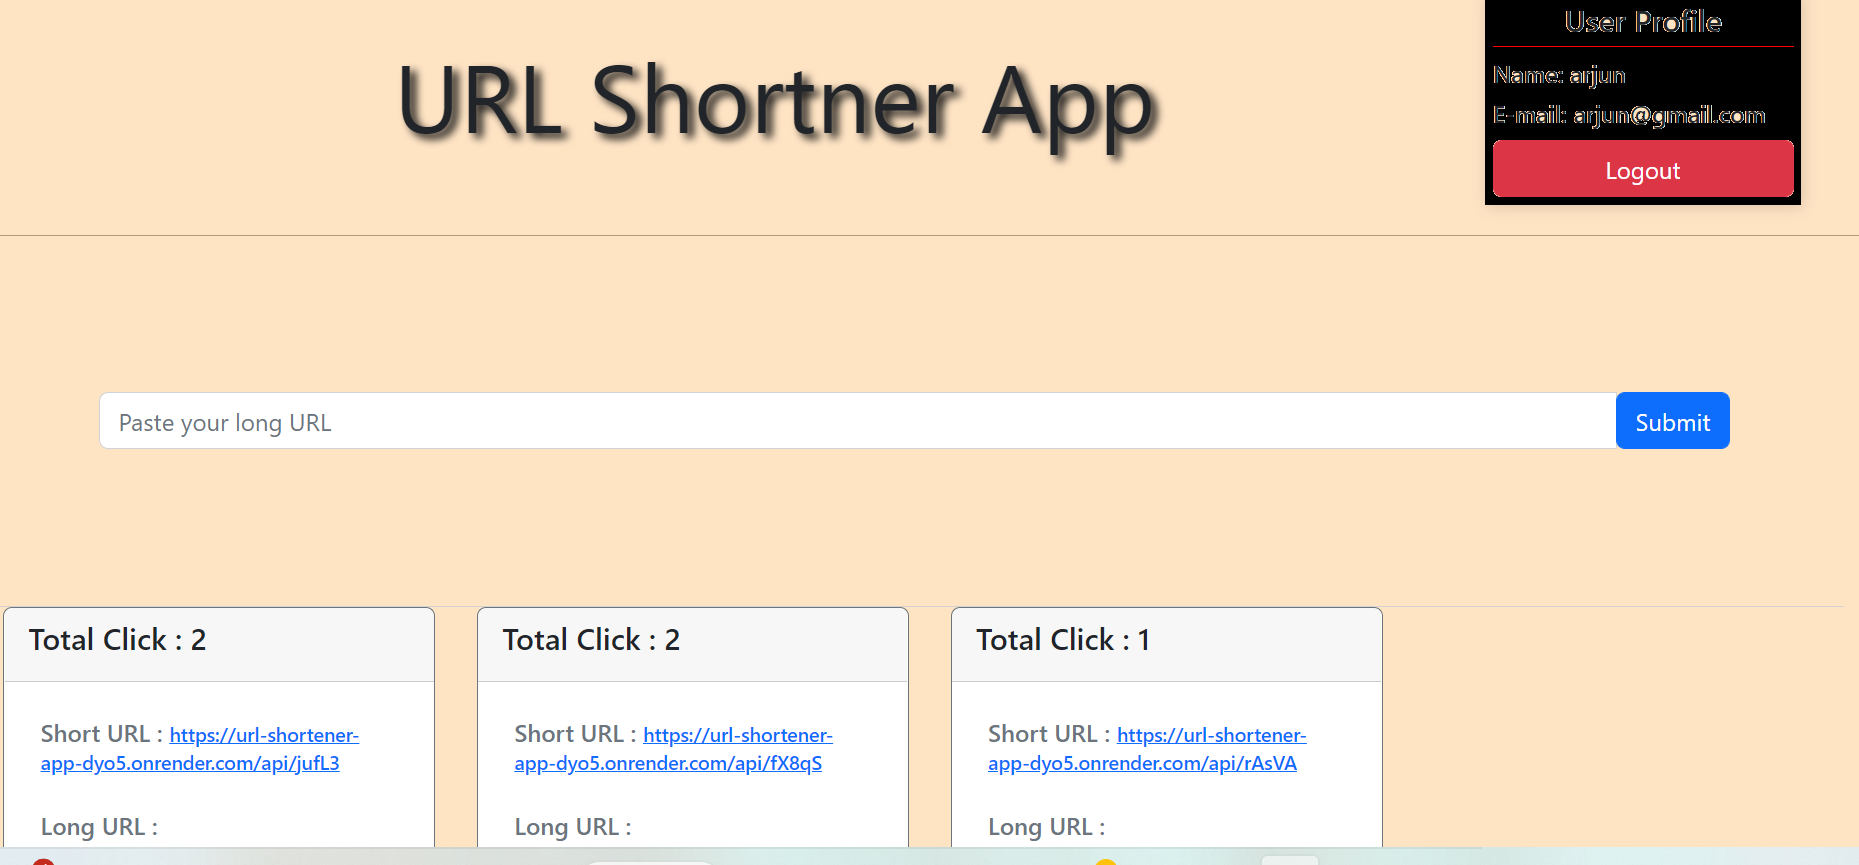 URL Shortner App
User Profile
Name: arjun
E-mail: arjun@gmail.com
Logout
Paste your long URL
Submit
Total Click : 2
Short URL : https://url-shortener-
app-dyo5.onrender.com/api/jufL3
Long URL :
Total Click : 2
Short URL : https://url-shortener-
app-dyo5.onrender.com/api/fX8qS
Long URL :
Total Click : 1
Short URL : https://url-shortener-
app-dyo5.onrender.com/api/rAsVA
Long URL :